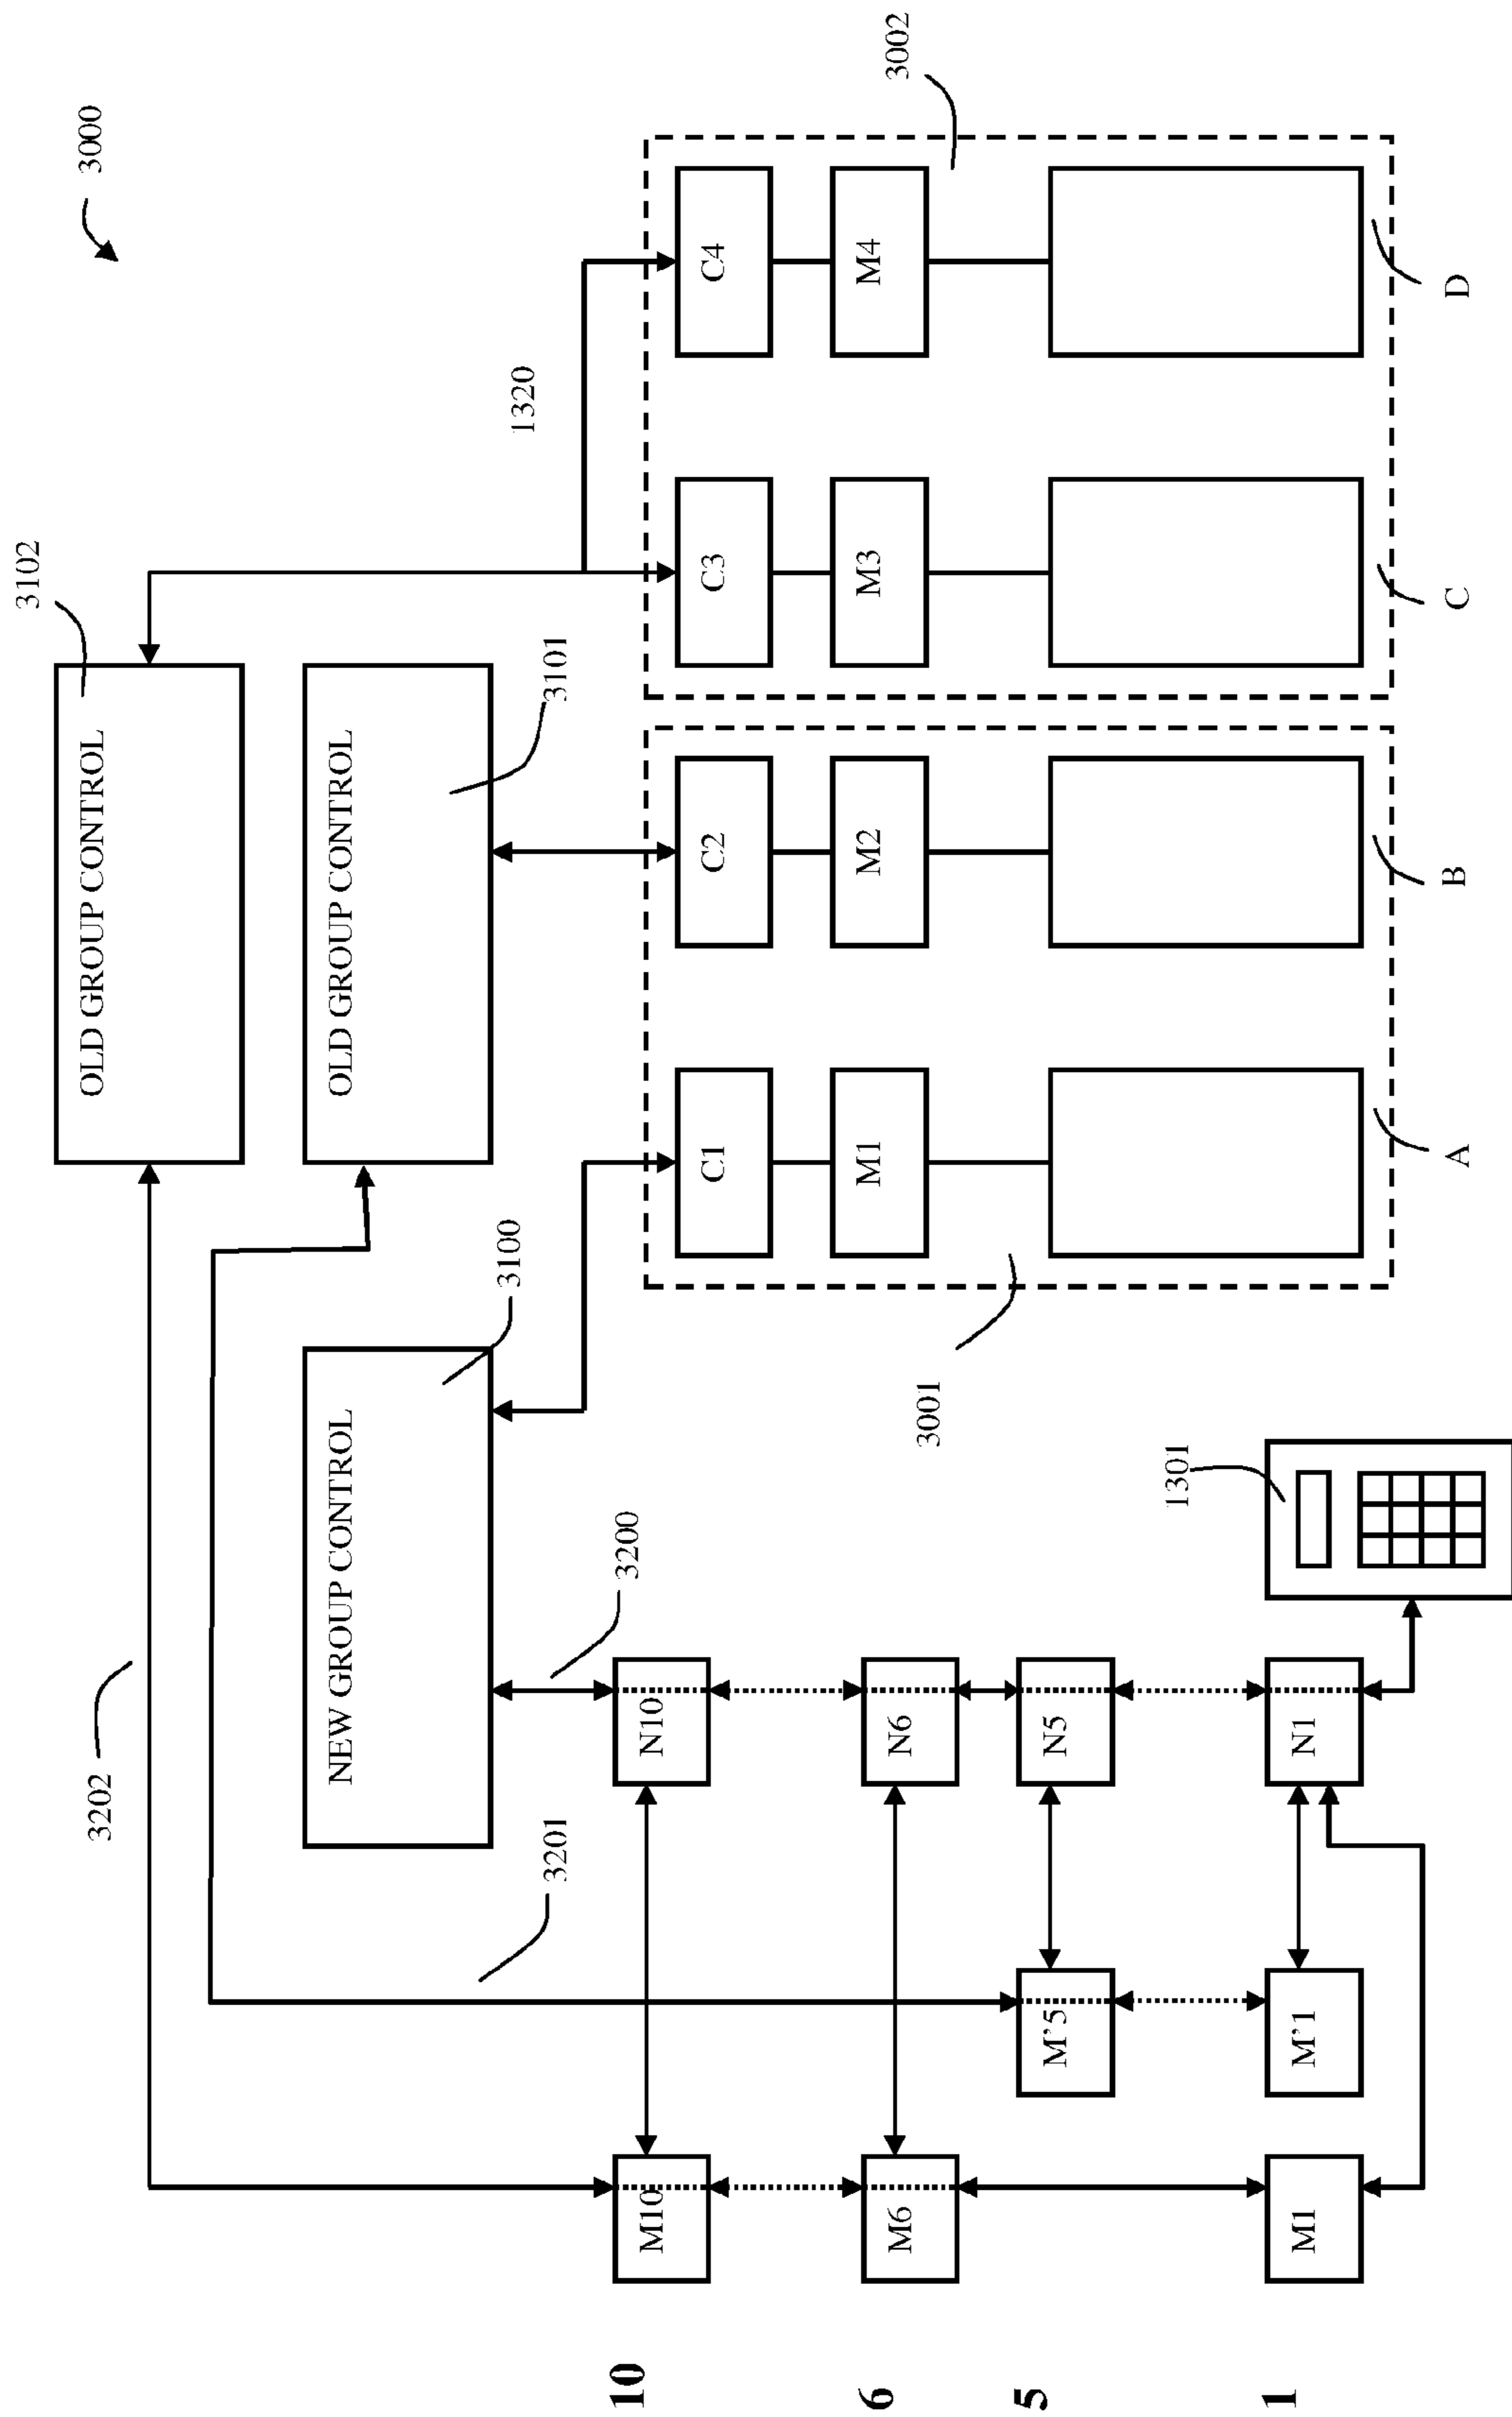 3102
3202
OLD GROUP CONTROL
3000
NEW GROUP CONTROL
OLD GROUP CONTROL
3100
1320
3201
3101
3200
10
M10
N10
C1
C2
C3
C4
M1
M2
M3
M4
6
M6
N6
3002
3001
5
M'5
N5
1301
1
M1
M'1
N1
A
B
C
D